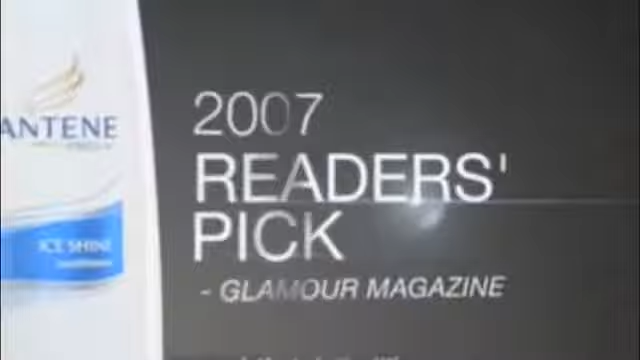 ANTENE
ICE SHINE
2007
READERS'
PICK
- GLAMOUR MAGAZINE